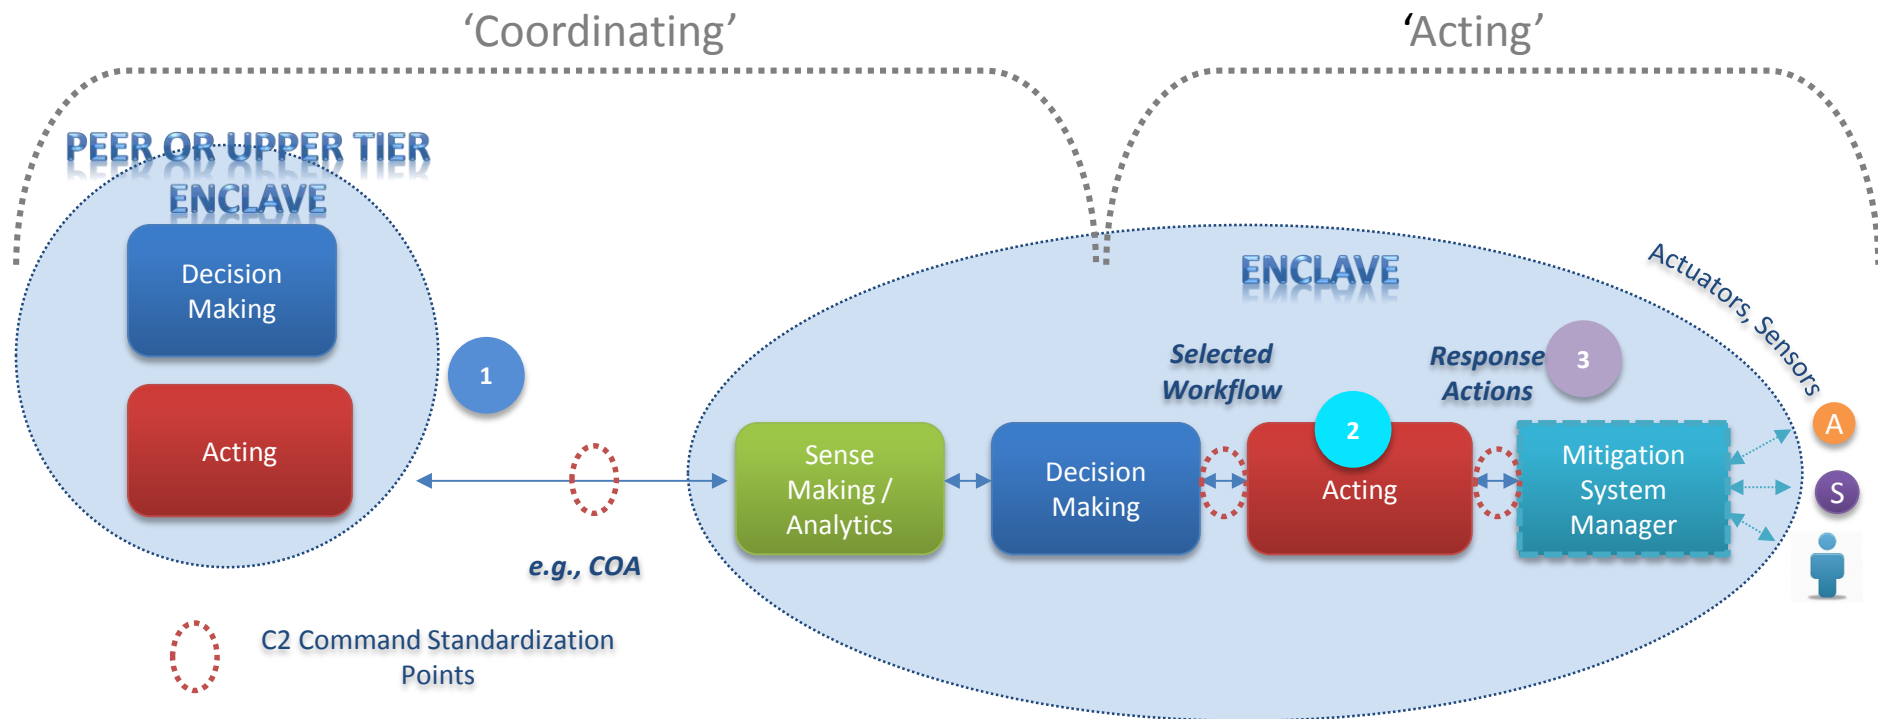 ‘Coordinating’
‘Acting’
PEER OR UPPER TIER
ENCLAVE
Decision
Making
Acting
1
e.g., COA
C2 Command Standardization
Points
ENCLAVE
Sense
Making /
Analytics
Decision
Making
Selected
Workflow
2
Acting
Response
Actions
3
Mitigation
System
Manager
Actuators, Sensors
A
S